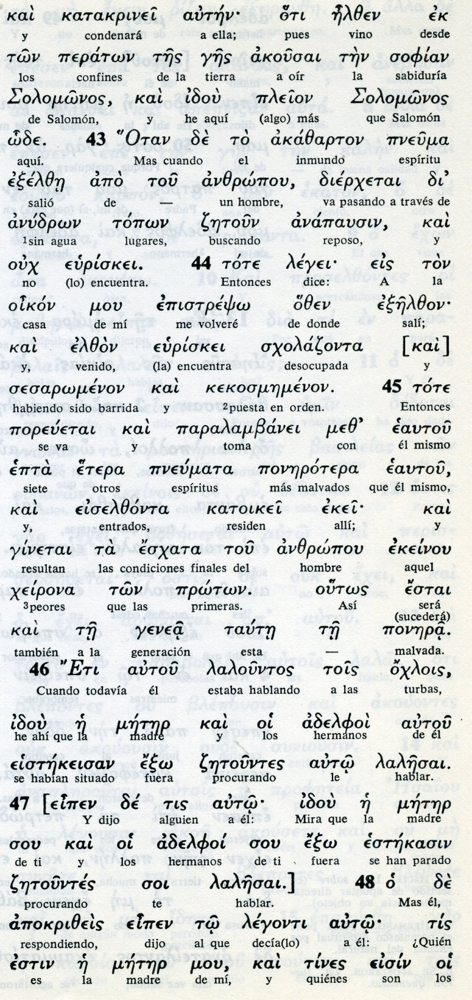 καὶ κατακρινεῖ αὐτήν· ὅτι ἦλθεν ἐκ
y condenará a ella; pues vino desde
τῶν περάτων τῆς γῆς ἀκοῦσαι τὴν σοφίαν
los confines de la tierra a oír la sabiduría
Σολομῶνος, καὶ ἰδοὺ πλεῖον Σολομῶνος
de Salomón, y he aquí (algo) más que Salomón
ὧδε. 43 Ὅταν δὲ τὸ ἀκάθαρτον πνεῦμα
aquí. Mas cuando el inmundo espíritu
ἐξέλθῃ ἀπὸ τοῦ ἀνθρώπου, διέρχεται δι’
salió de — un hombre, va pasando a través de
ἀνύδρων τόπων ζητοῦν ἀνάπαυσιν, καὶ
1sin agua lugares, buscando reposo, y
οὐχ εὑρίσκει. 44 τότε λέγει· εἰς τὸν
no (lo) encuentra. Entonces dice: A la
οἶκόν μου ἐπιστρέψω ὅθεν ἐξῆλθον·
casa de mí me volveré de donde salí;
καὶ ἐλθὸν εὑρίσκει σχολάζοντα [καὶ]
y, venido, (la) encuentra desocupada y
σεσαρωμένον καὶ κεκοσμημένον. 45 τότε
habiendo sido barrida y 2puesta en orden. Entonces
πορεύεται καὶ παραλαμβάνει μεθ’ ἑαυτοῦ
se va y toma con él mismo
ἑπτὰ ἕτερα πνεύματα πονηρότερα ἑαυτοῦ,
siete otros espíritus más malvados que él mismo,
καὶ εἰσελθόντα κατοικεῖ ἐκεῖ· καὶ
y, entrados, residen allí; y
γίνεται τὰ ἔσχατα τοῦ ἀνθρώπου ἐκείνου
resultan las condiciones finales del hombre aquel
χείρονα τῶν πρώτων. οὕτως ἔσται
3peores que las primeras. Así será
(sucederá)
καὶ τῇ γενεᾷ ταύτῃ τῇ πονηρᾷ.
también a la generación esta — malvada.
46 Ἔτι αὐτοῦ λαλοῦντος τοῖς ὄχλοις,
Cuando todavía él estaba hablando a las turbas,
ἰδοὺ ἡ μήτηρ καὶ οἱ ἀδελφοὶ αὐτοῦ
he ahí que la madre y los hermanos de él
εἱστήκεισαν ἔξω ζητοῦντες αὐτῷ λαλῆσαι.
se habían situado fuera procurando le hablar.
47 [εἶπεν δέ τις αὐτῷ· ἰδοὺ ἡ μήτηρ
Y dijo alguien a él: Mira que la madre
σου καὶ οἱ ἀδελφοί σου ἔξω ἑστήκασιν
de ti y los hermanos de ti fuera se han parado
ζητοῦντές σοι λαλῆσαι.] 48 ὁ δὲ
procurando te hablar. Mas él,
ἀποκριθεὶς εἶπεν τῷ λέγοντι αὐτῷ· τίς
respondiendo, dijo al que decía(lo) a él: ¿Quién
ἐστιν ἡ μήτηρ μου, καὶ τίνες εἰσίν οἱ
es la madre de mí, y quiénes son los